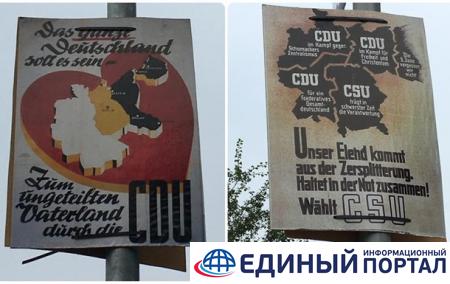 Das ganze
Deutschland
soll es sein –
Zum
ungeteilten
Vaterland
durch die CDU
CDU
im Kampf gegen
Schumachers
Zentralismus
CDU
im Kampf für
Freiheit und
Christentum
CDU
für ein
foederatives
Gesamt-
deutschland
CSU
trägt in
schwerster Zeit
die Verantwortung
Unser Elend kommt
aus der Zersplitterung.
Haltet in der Not zusammen!
Wählt CSU
ИНФОРМАЦИОННЫЙ
ЕДИНЫЙ ПОРТАЛ